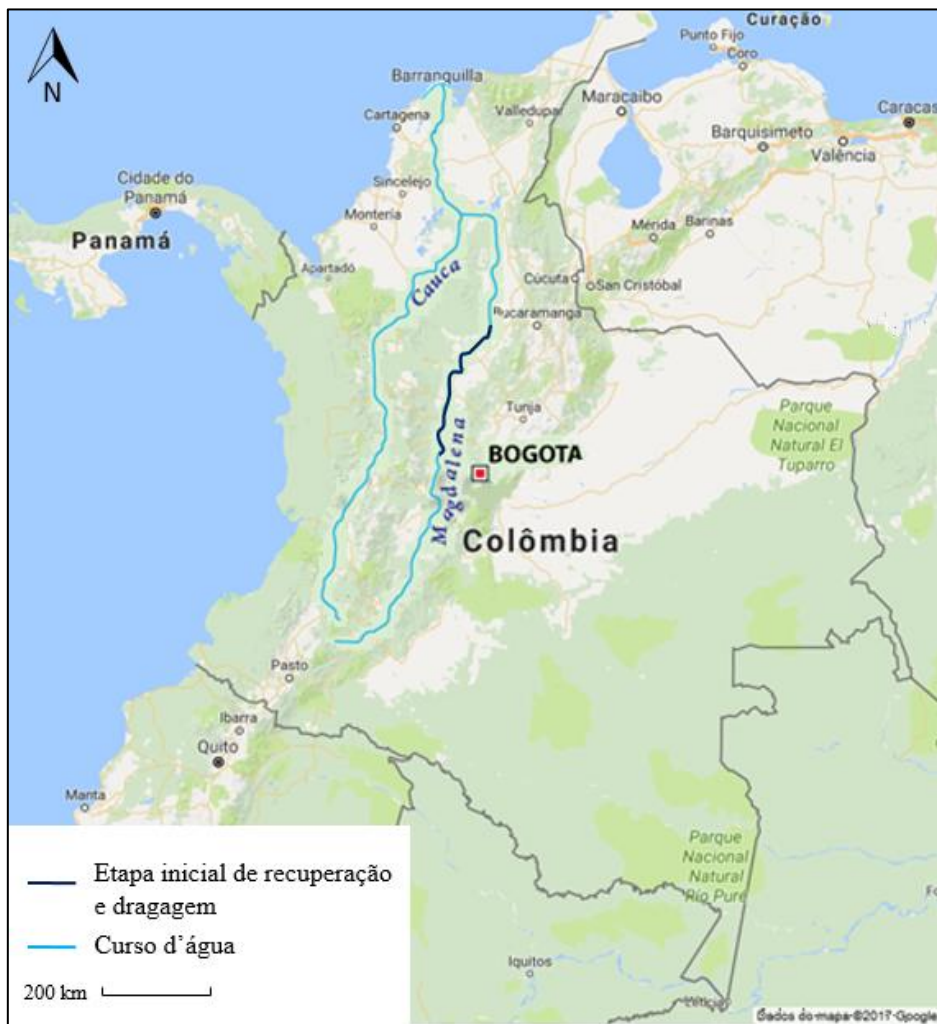 Curaçao
Punto Fijo
Coro
N
Barranquilla
Cartagena
Valledupar
Maracaibo
Caracas
Barquisimeto
Valência
Cidade do
Panamá
Sincelejo
Montería
Mérida
Barinas
Panamá
Apartadó
Cauca
Cúcuta
San Cristóbal
Bucaramanga
Tunja
Parque
Nacional
Natural El
Tuparro
BOGOTA
Magdalena
Colômbia
Pasto
Ibarra
Quito
Manta
Parque
Nacional
Natural
Río Puré
Etapa inicial de recuperação
e dragagem
Curso d'água
200 km
Iquitos
Letícia
Dados do mapa ©2017 Google